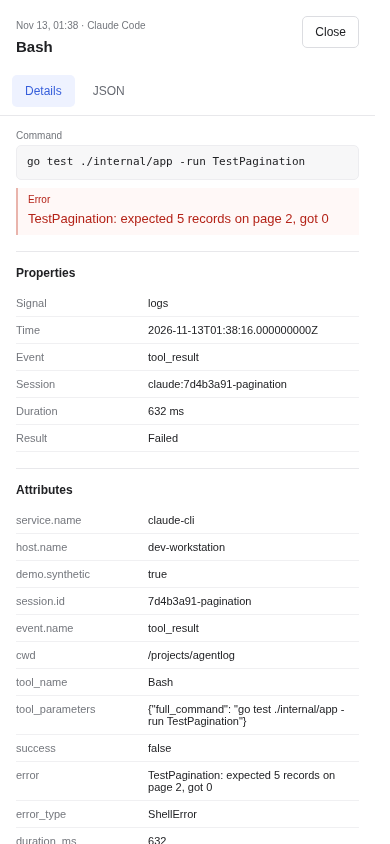 Nov 13, 01:38 · Claude Code
Bash
Close
Details
JSON
Command
go test ./internal/app -run TestPagination
Error
TestPagination: expected 5 records on page 2, got 0
Properties
Signal logs
Time 2026-11-13T01:38:16.000000000Z
Event tool_result
Session claude:7d4b3a91-pagination
Duration 632 ms
Result Failed
Attributes
service.name claude-cli
host.name dev-workstation
demo.synthetic true
session.id 7d4b3a91-pagination
event.name tool_result
cwd /projects/agentlog
tool_name Bash
tool_parameters {"full_command": "go test ./internal/app -
run TestPagination"}
success false
error TestPagination: expected 5 records on
page 2, got 0
error_type ShellError
duration_ms 632